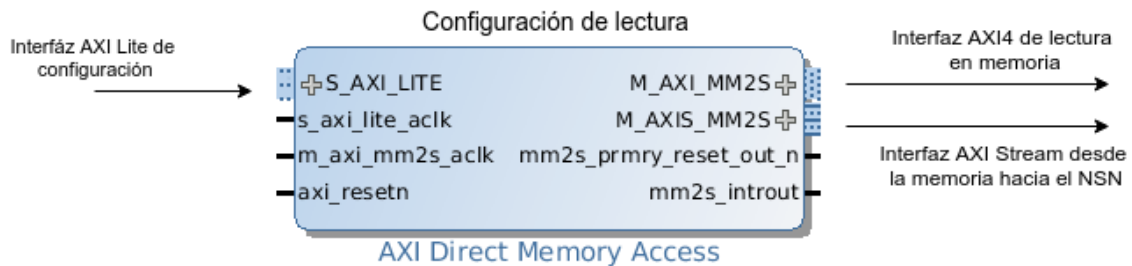 Configuración de lectura
Interfáz AXI Lite de
configuración
S_AXI_LITE
s_axi_lite_aclk
m_axi_mm2s_aclk
axi_resetn
M_AXI_MM2S
M_AXIS_MM2S
mm2s_prmry_reset_out_n
mm2s_introut
Interfaz AXI4 de lectura
en memoria
Interfaz AXI Stream desde
la memoria hacia el NSN
AXI Direct Memory Access